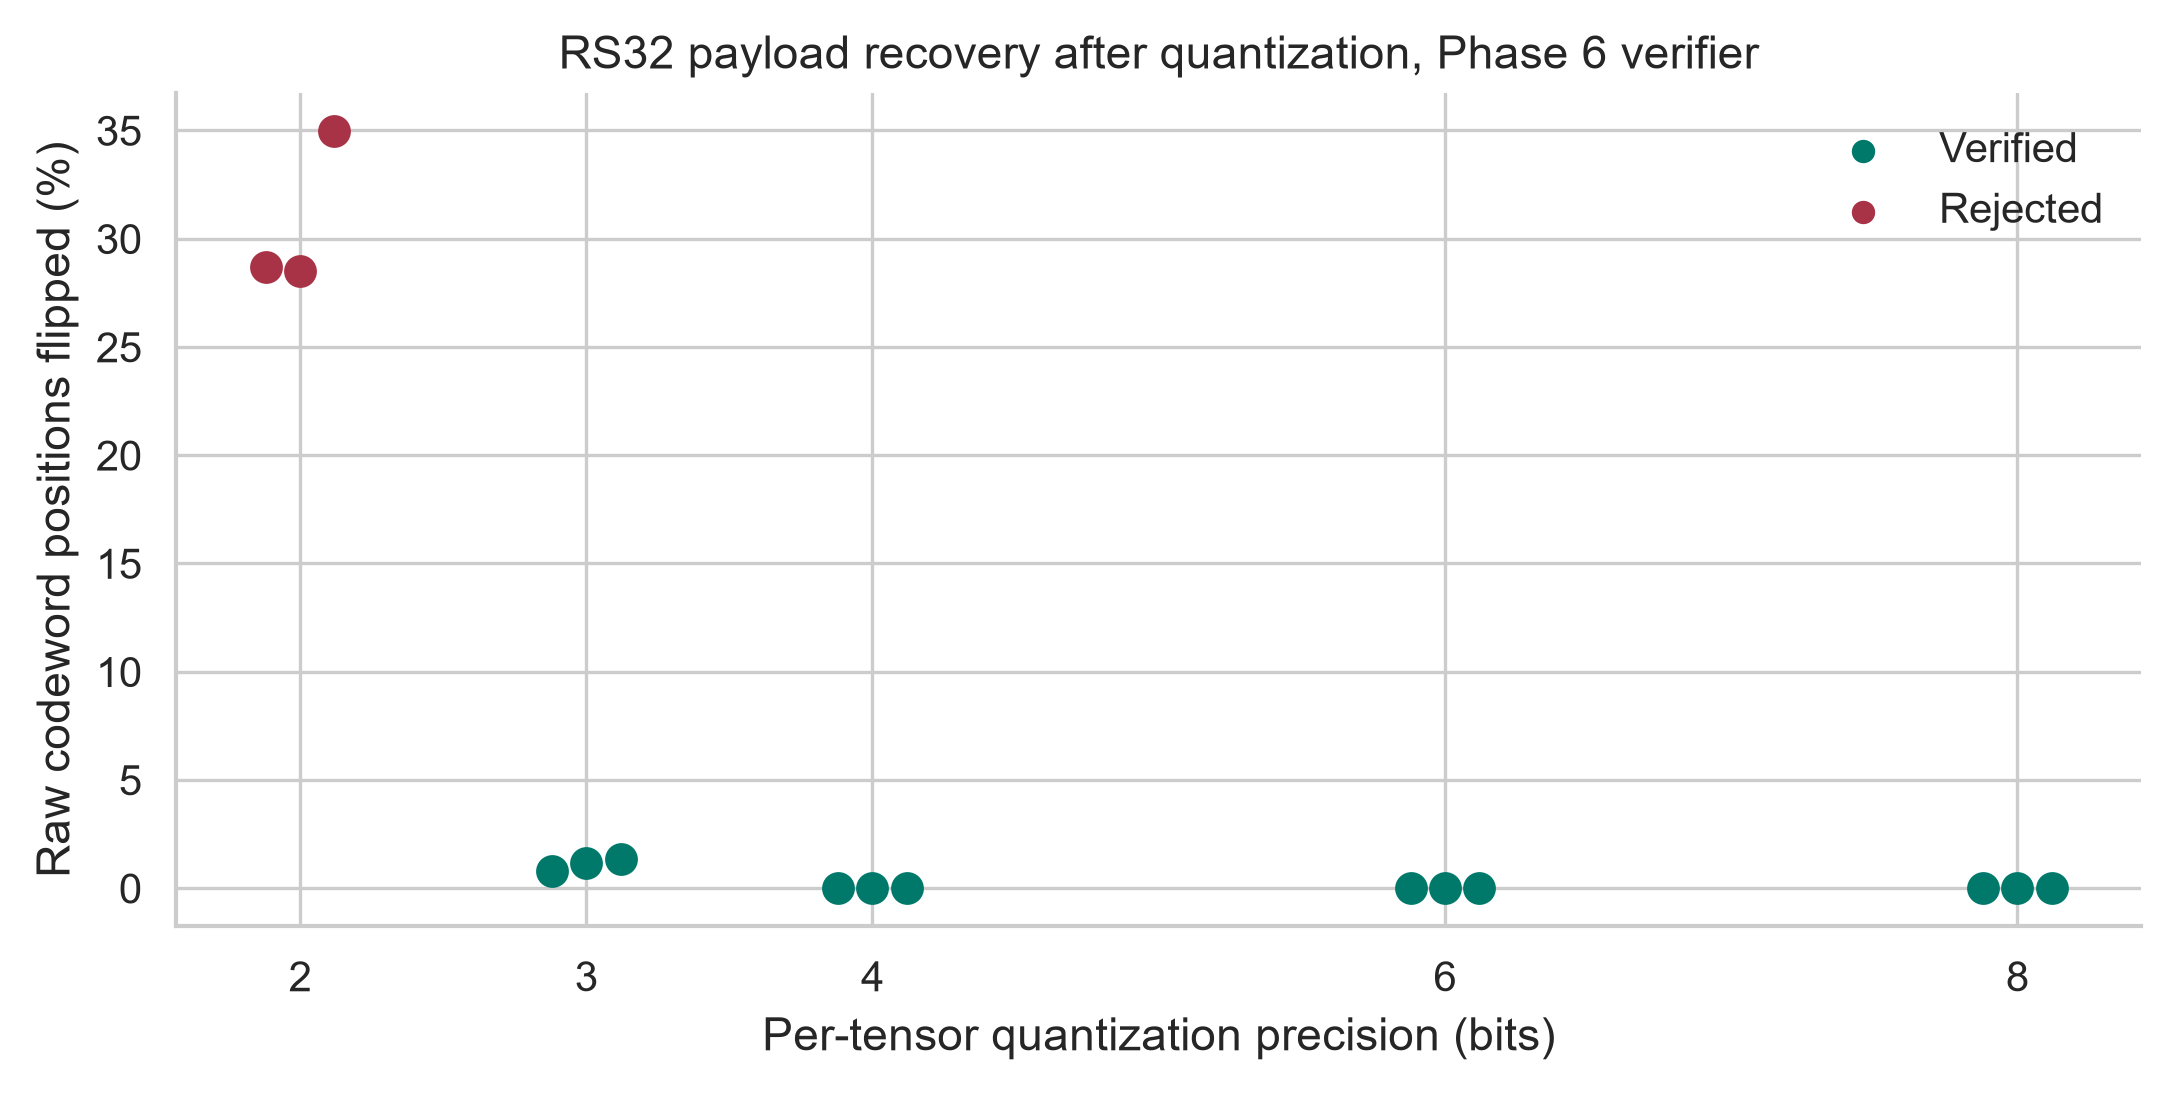 RS32 payload recovery after quantization, Phase 6 verifier
Raw codeword positions flipped (%)
35
30
25
20
15
10
5
0
Verified
Rejected
2 3 4 6 8
Per-tensor quantization precision (bits)